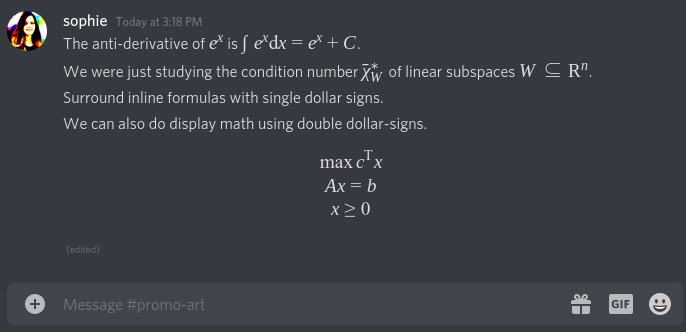 sophie Today at 3:18 PM
The anti-derivative of eˣ is ∫ eˣdx = eˣ + C.
We were just studying the condition number χ̄*_W of linear subspaces W ⊆ Rⁿ.
Surround inline formulas with single dollar signs.
We can also do display math using double dollar-signs.
max cᵀx
Ax = b
x ≥ 0
(edited)
Message #promo-art
GIF